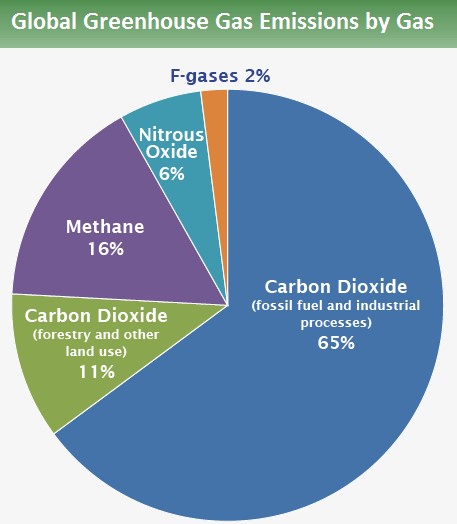 Global Greenhouse Gas Emissions by Gas
F-gases 2%
Nitrous
Oxide
6%
Methane
16%
Carbon Dioxide
(fossil fuel and industrial
processes)
65%
Carbon Dioxide
(forestry and other
land use)
11%